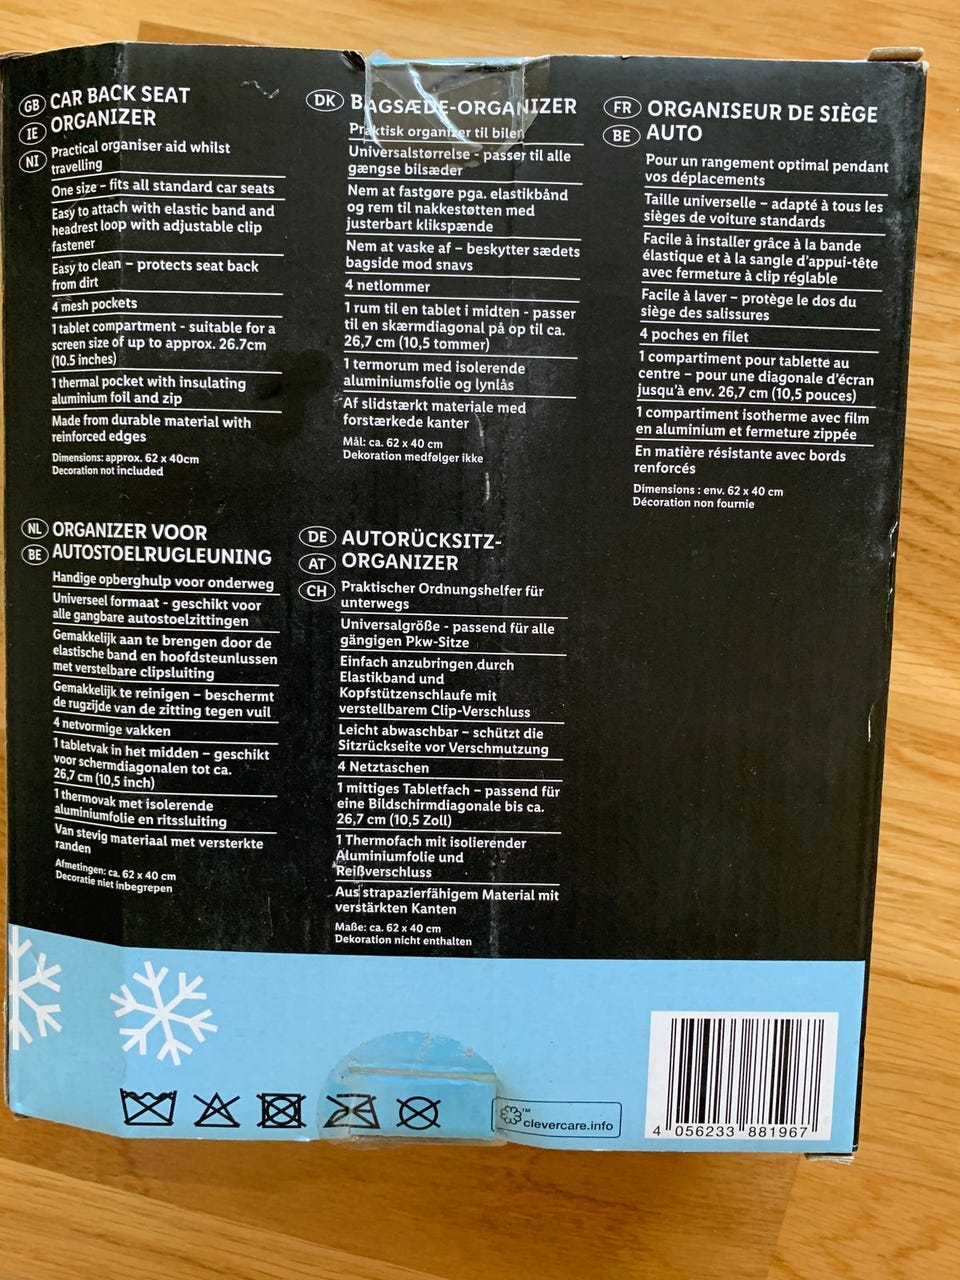 GB CAR BACK SEAT
IE ORGANIZER
NI Practical organiser aid whilst
travelling
One size – fits all standard car seats
Easy to attach with elastic band and
headrest loop with adjustable clip
fastener
Easy to clean – protects seat back
from dirt
4 mesh pockets
1 tablet compartment - suitable for a
screen size of up to approx. 26.7cm
(10.5 inches)
1 thermal pocket with insulating
aluminium foil and zip
Made from durable material with
reinforced edges
Dimensions: approx. 62 x 40cm
Decoration not included
DK BAGSÆDE-ORGANIZER
Praktisk organizer til bilen
Universalstørrelse - passer til alle
gængse bilsæder
Nem at fastgøre pga. elastikbånd
og rem til nakkestøtten med
justerbart klikspænde
Nem at vaske af – beskytter sædets
bagside mod snavs
4 netlommer
1 rum til en tablet i midten - passer
til en skærmdiagonal på op til ca.
26,7 cm (10,5 tommer)
1 termorum med isolerende
aluminiumsfolie og lynlås
Af slidstærkt materiale med
forstærkede kanter
Mål: ca. 62 x 40 cm
Dekoration medfølger ikke
FR ORGANISEUR DE SIÈGE
BE AUTO
Pour un rangement optimal pendant
vos déplacements
Taille universelle – adapté à tous les
sièges de voiture standards
Facile à installer grâce à la bande
élastique et à la sangle d'appui-tête
avec fermeture à clip réglable
Facile à laver – protège le dos du
siège des salissures
4 poches en filet
1 compartiment pour tablette au
centre – pour une diagonale d'écran
jusqu'à env. 26,7 cm (10,5 pouces)
1 compartiment isotherme avec film
en aluminium et fermeture zippée
En matière résistante avec bords
renforcés
Dimensions : env. 62 x 40 cm
Décoration non fournie
NL ORGANIZER VOOR
BE AUTOSTOELRUGLEUNING
Handige opberghulp voor onderweg
Universeel formaat - geschikt voor
alle gangbare autostoelzittingen
Gemakkelijk aan te brengen door de
elastische band en hoofdsteunlussen
met verstelbare clipsluiting
Gemakkelijk te reinigen – beschermt
de rugzijde van de zitting tegen vuil
4 netvormige vakken
1 tabletvak in het midden – geschikt
voor schermdiagonalen tot ca.
26,7 cm (10,5 inch)
1 thermovak met isolerende
aluminiumfolie en ritssluiting
Van stevig materiaal met versterkte
randen
Afmetingen: ca. 62 x 40 cm
Decoratie niet inbegrepen
DE AUTORÜCKSITZ-
AT ORGANIZER
CH Praktischer Ordnungshelfer für
unterwegs
Universalgröße - passend für alle
gängigen Pkw-Sitze
Einfach anzubringen durch
Elastikband und
Kopfstützenschlaufe mit
verstellbarem Clip-Verschluss
Leicht abwaschbar – schützt die
Sitzrückseite vor Verschmutzung
4 Netztaschen
1 mittiges Tabletfach – passend für
eine Bildschirmdiagonale bis ca.
26,7 cm (10,5 Zoll)
1 Thermofach mit isolierender
Aluminiumfolie und
Reißverschluss
Aus strapazierfähigem Material mit
verstärkten Kanten
Maße: ca. 62 x 40 cm
Dekoration nicht enthalten
™ clevercare.info
4 056233 881967